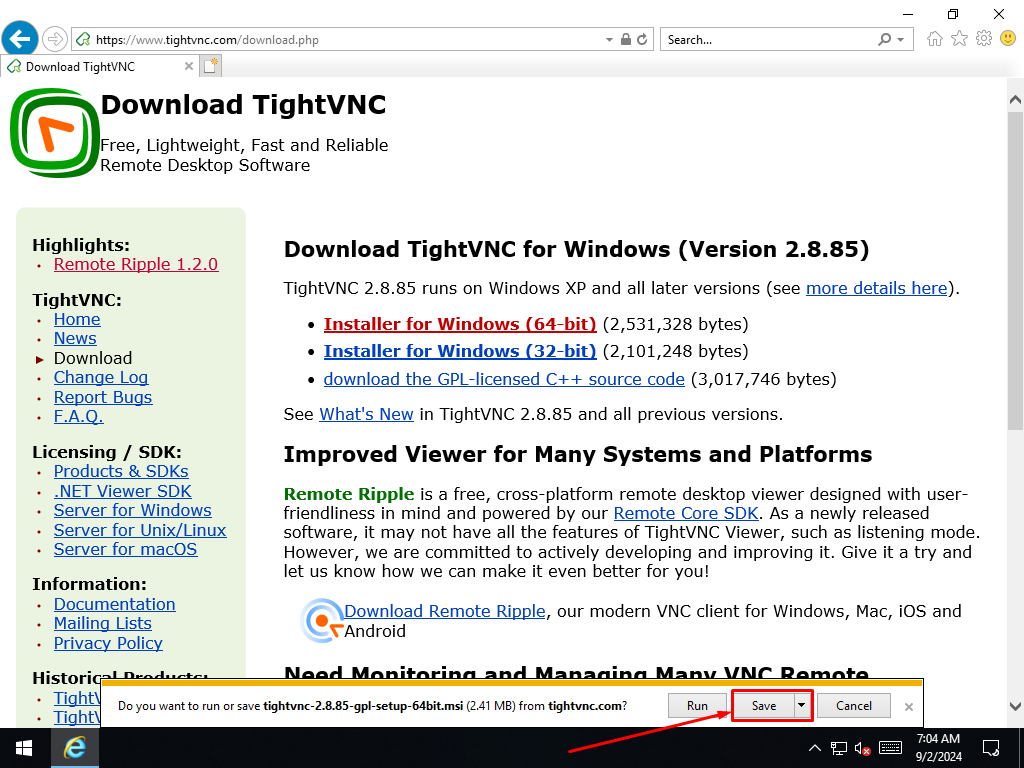 https://www.tightvnc.com/download.php
Search...
Download TightVNC
Download TightVNC
Free, Lightweight, Fast and Reliable
Remote Desktop Software
Highlights:
Remote Ripple 1.2.0
TightVNC:
Home
News
Download
Change Log
Report Bugs
F.A.Q.
Licensing / SDK:
Products & SDKs
.NET Viewer SDK
Server for Windows
Server for Unix/Linux
Server for macOS
Information:
Documentation
Mailing Lists
Privacy Policy
Historical Products:
TightV
TightV
Download TightVNC for Windows (Version 2.8.85)
TightVNC 2.8.85 runs on Windows XP and all later versions (see more details here).
Installer for Windows (64-bit) (2,531,328 bytes)
Installer for Windows (32-bit) (2,101,248 bytes)
download the GPL-licensed C++ source code (3,017,746 bytes)
See What's New in TightVNC 2.8.85 and all previous versions.
Improved Viewer for Many Systems and Platforms
Remote Ripple is a free, cross-platform remote desktop viewer designed with user-
friendliness in mind and powered by our Remote Core SDK. As a newly released
software, it may not have all the features of TightVNC Viewer, such as listening mode.
However, we are committed to actively developing and improving it. Give it a try and
let us know how we can make it even better for you!
Download Remote Ripple, our modern VNC client for Windows, Mac, iOS and
Android
Need Monitoring and Managing Many VNC Remote
Do you want to run or save tightvnc-2.8.85-gpl-setup-64bit.msi (2.41 MB) from tightvnc.com?
Run
Save
Cancel
7:04 AM
9/2/2024